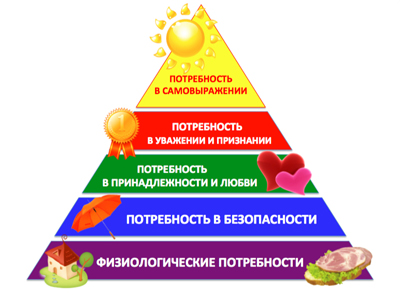 ПОТРЕБНОСТЬ
В САМОВЫРАЖЕНИИ
ПОТРЕБНОСТЬ
В УВАЖЕНИИ И ПРИЗНАНИИ
ПОТРЕБНОСТЬ
В ПРИНАДЛЕЖНОСТИ И ЛЮБВИ
ПОТРЕБНОСТЬ В БЕЗОПАСНОСТИ
ФИЗИОЛОГИЧЕСКИЕ ПОТРЕБНОСТИ